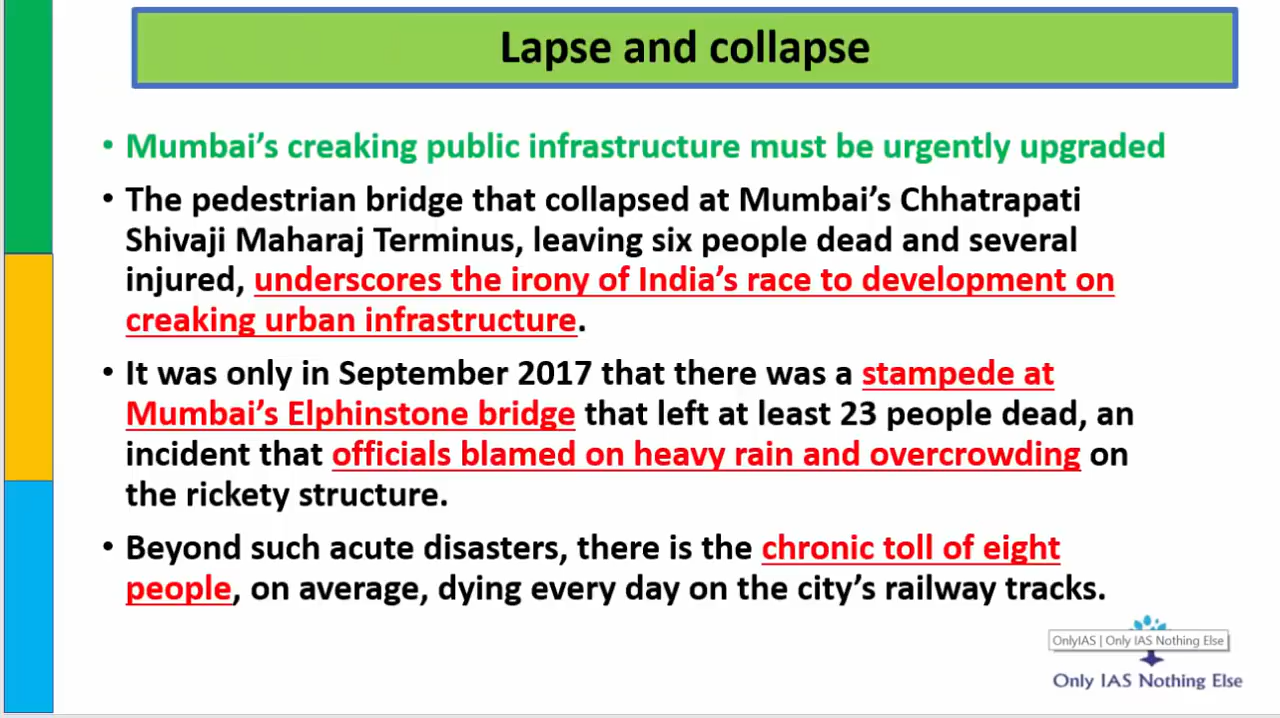 Lapse and collapse
• Mumbai's creaking public infrastructure must be urgently upgraded
• The pedestrian bridge that collapsed at Mumbai's Chhatrapati
Shivaji Maharaj Terminus, leaving six people dead and several
injured, underscores the irony of India's race to development on
creaking urban infrastructure.
• It was only in September 2017 that there was a stampede at
Mumbai's Elphinstone bridge that left at least 23 people dead, an
incident that officials blamed on heavy rain and overcrowding on
the rickety structure.
• Beyond such acute disasters, there is the chronic toll of eight
people, on average, dying every day on the city's railway tracks.
OnlyIAS | Only IAS Nothing Else
Only IAS Nothing Else